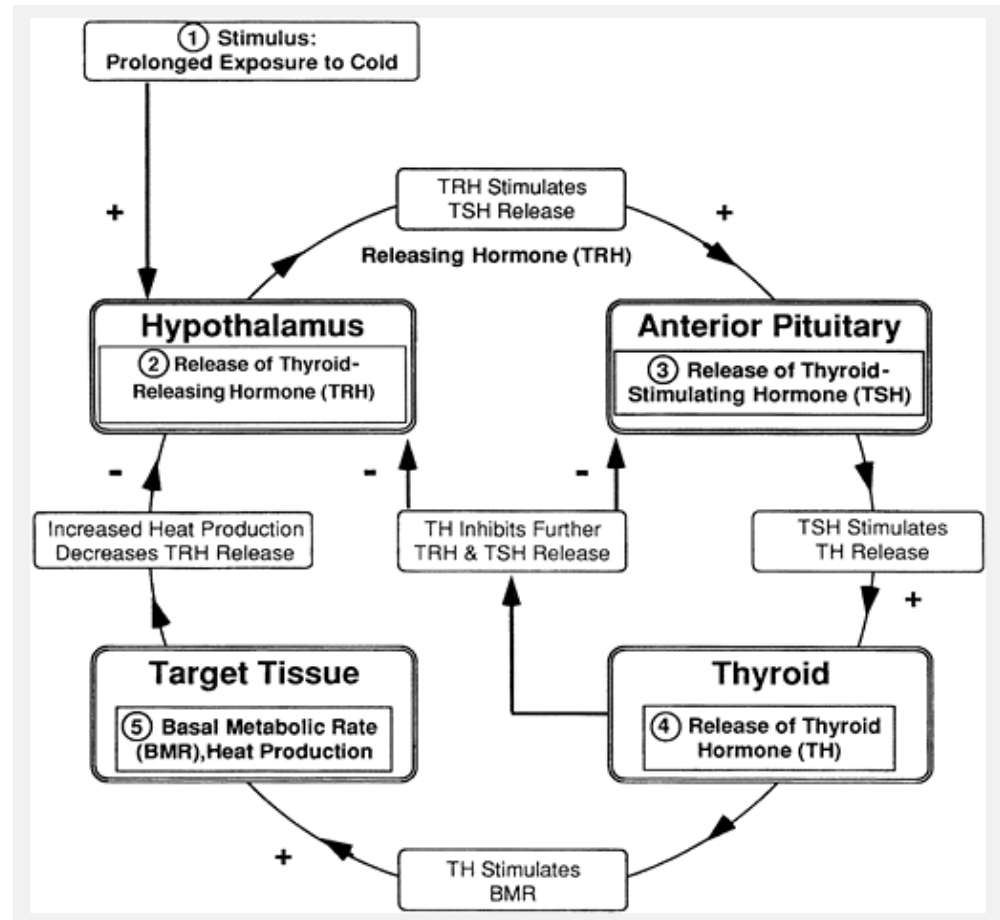 ① Stimulus:
Prolonged Exposure to Cold
+
TRH Stimulates
TSH Release
+
Releasing Hormone (TRH)
Hypothalamus
② Release of Thyroid-
Releasing Hormone (TRH)
Anterior Pituitary
③ Release of Thyroid-
Stimulating Hormone (TSH)
-
-
-
Increased Heat Production
Decreases TRH Release
TH Inhibits Further
TRH & TSH Release
TSH Stimulates
TH Release
+
Target Tissue
⑤ Basal Metabolic Rate
(BMR),Heat Production
Thyroid
④ Release of Thyroid
Hormone (TH)
+
TH Stimulates
BMR